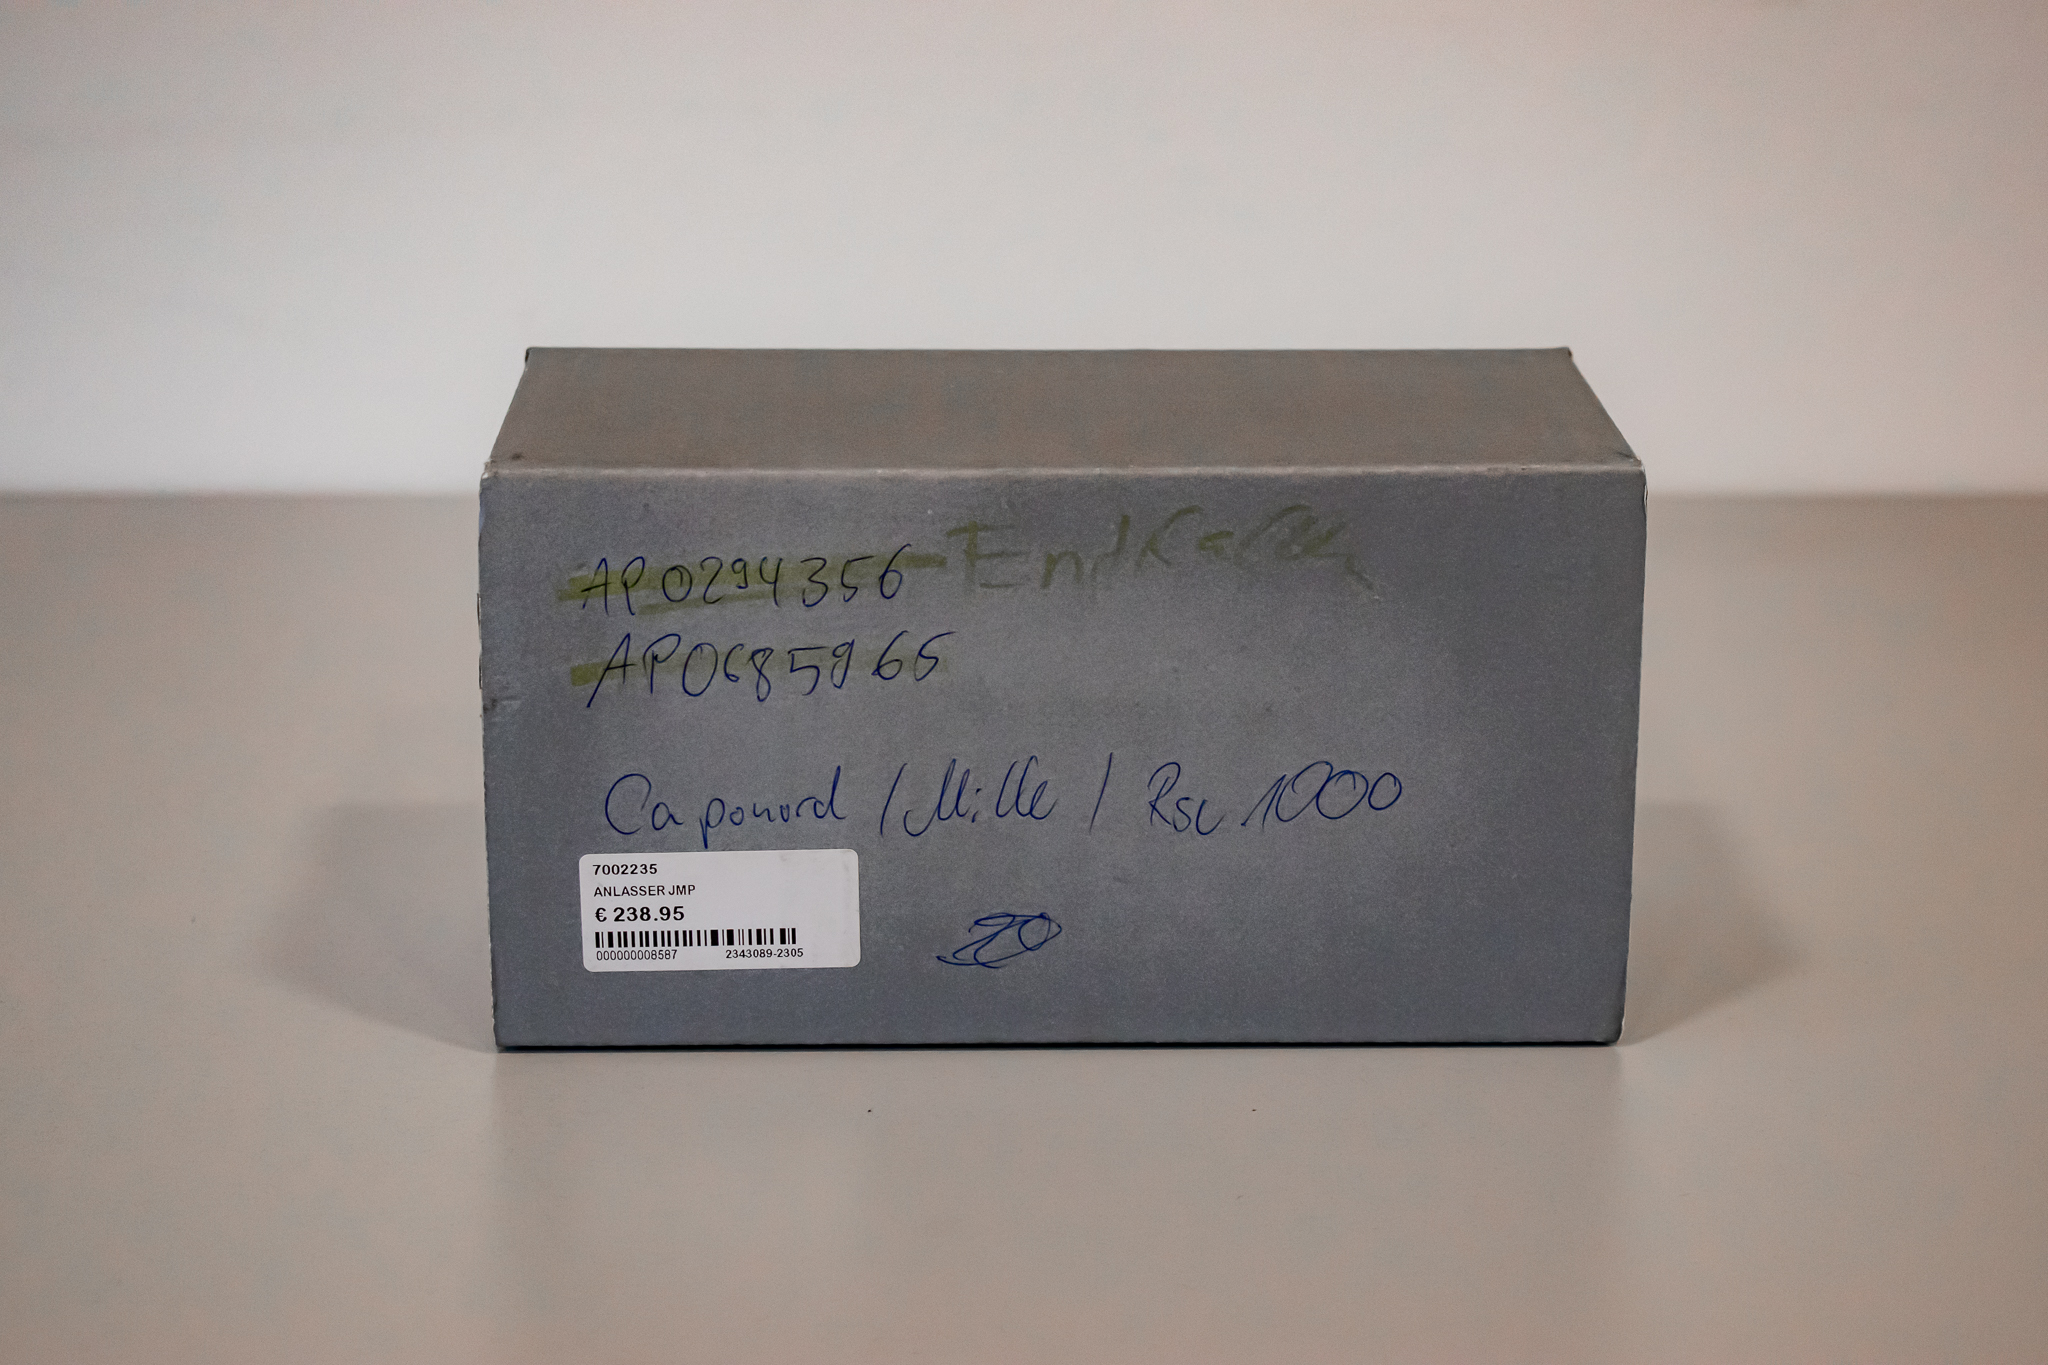 AP0294356
AP0685965
Caponord / Mille / Rsv 1000
7002235
ANLASSER JMP
€ 238.95
000000008587 2343089-2305